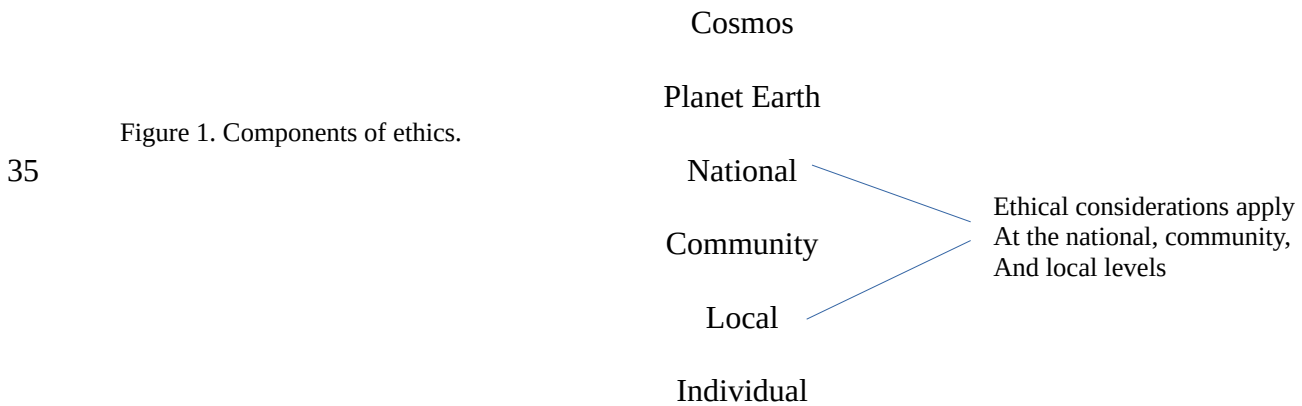 Cosmos
Planet Earth
Figure 1. Components of ethics.
35
National
Ethical considerations apply
At the national, community,
And local levels
Community
Local
Individual